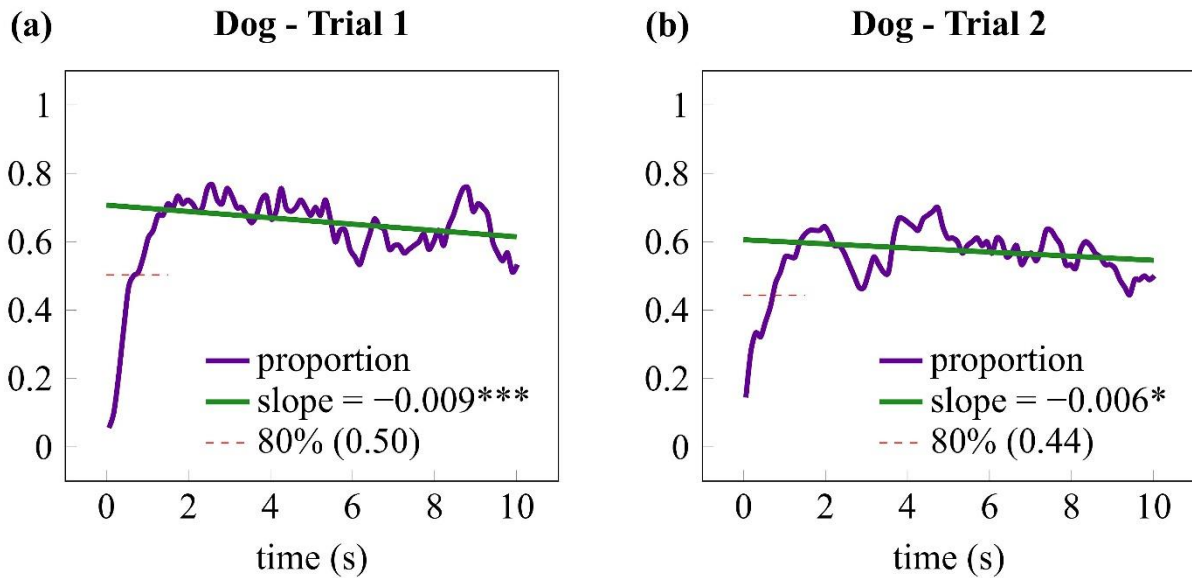 (a) Dog - Trial 1
1
0.8
0.6
0.4
0.2
0
proportion
slope = −0.009***
80% (0.50)
0 2 4 6 8 10
time (s)
(b) Dog - Trial 2
1
0.8
0.6
0.4
0.2
0
proportion
slope = −0.006*
80% (0.44)
0 2 4 6 8 10
time (s)